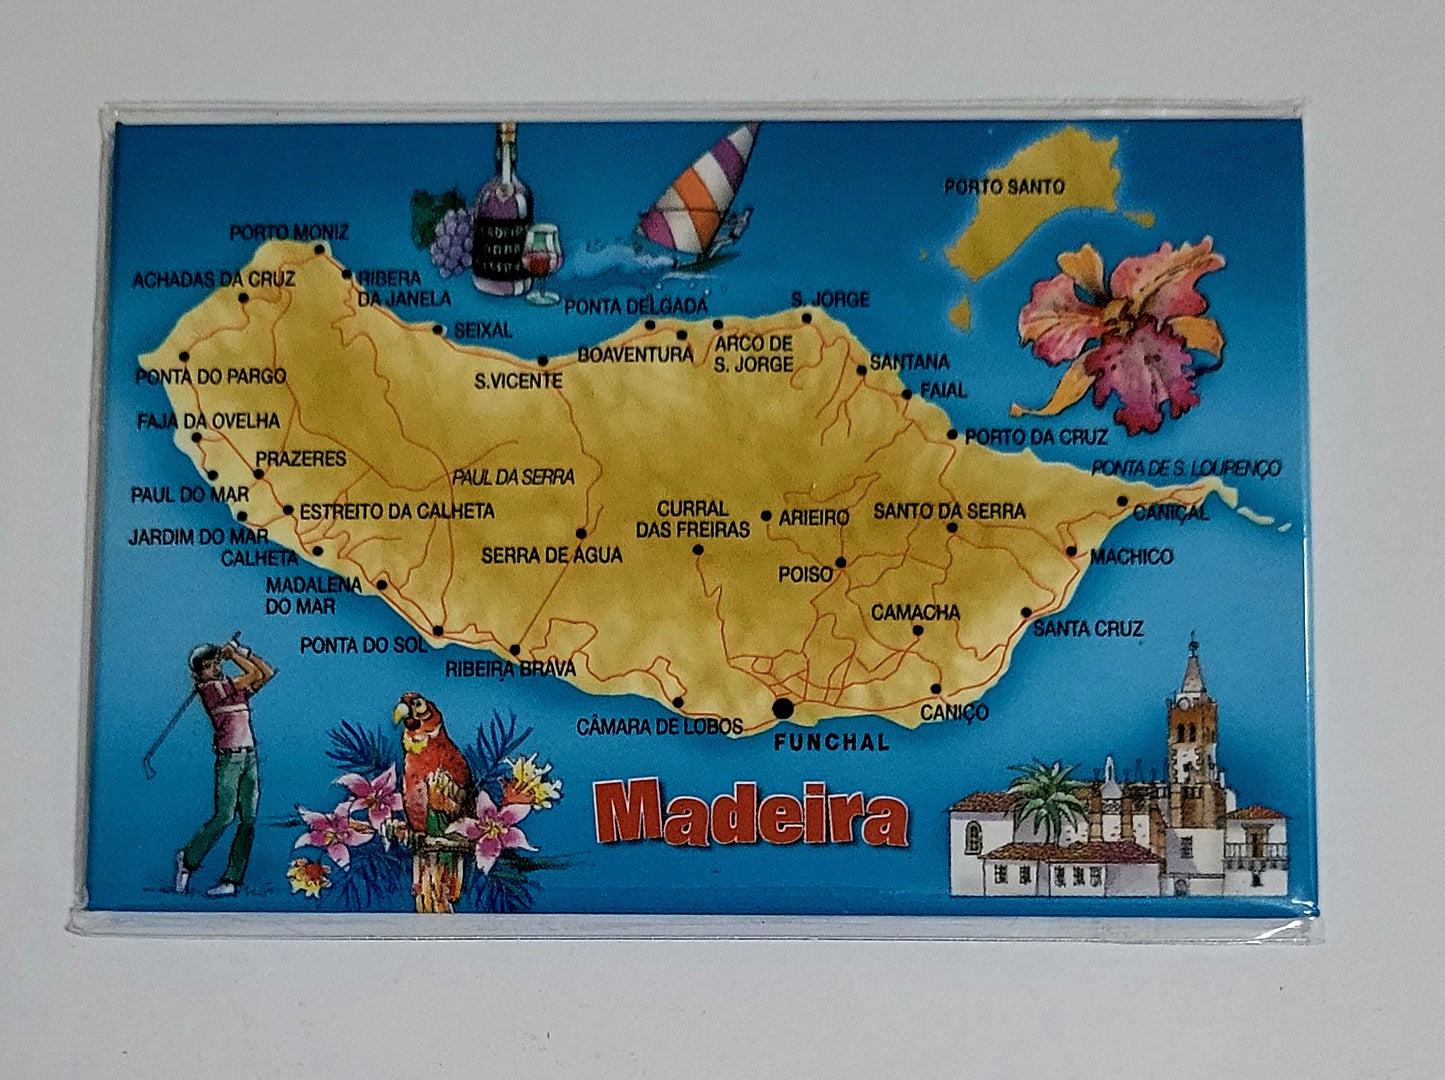 PORTO SANTO
PORTO MONIZ
ACHADAS DA CRUZ
RIBERA
DA JANELA
SEIXAL
PONTA DELGADA
S. JORGE
BOAVENTURA
ARCO DE
S. JORGE
S.VICENTE
SANTANA
FAIAL
PONTA DO PARGO
FAJA DA OVELHA
PORTO DA CRUZ
PRAZERES
PAUL DA SERRA
PONTA DE S. LOURENÇO
PAUL DO MAR
ESTREITO DA CALHETA
CURRAL
DAS FREIRAS
ARIEIRO
SANTO DA SERRA
CANIÇAL
JARDIM DO MAR
CALHETA
SERRA DE AGUA
POISO
MACHICO
MADALENA
DO MAR
CAMACHA
SANTA CRUZ
PONTA DO SOL
RIBEIRA BRAVA
CÂMARA DE LOBOS
CANIÇO
FUNCHAL
Madeira